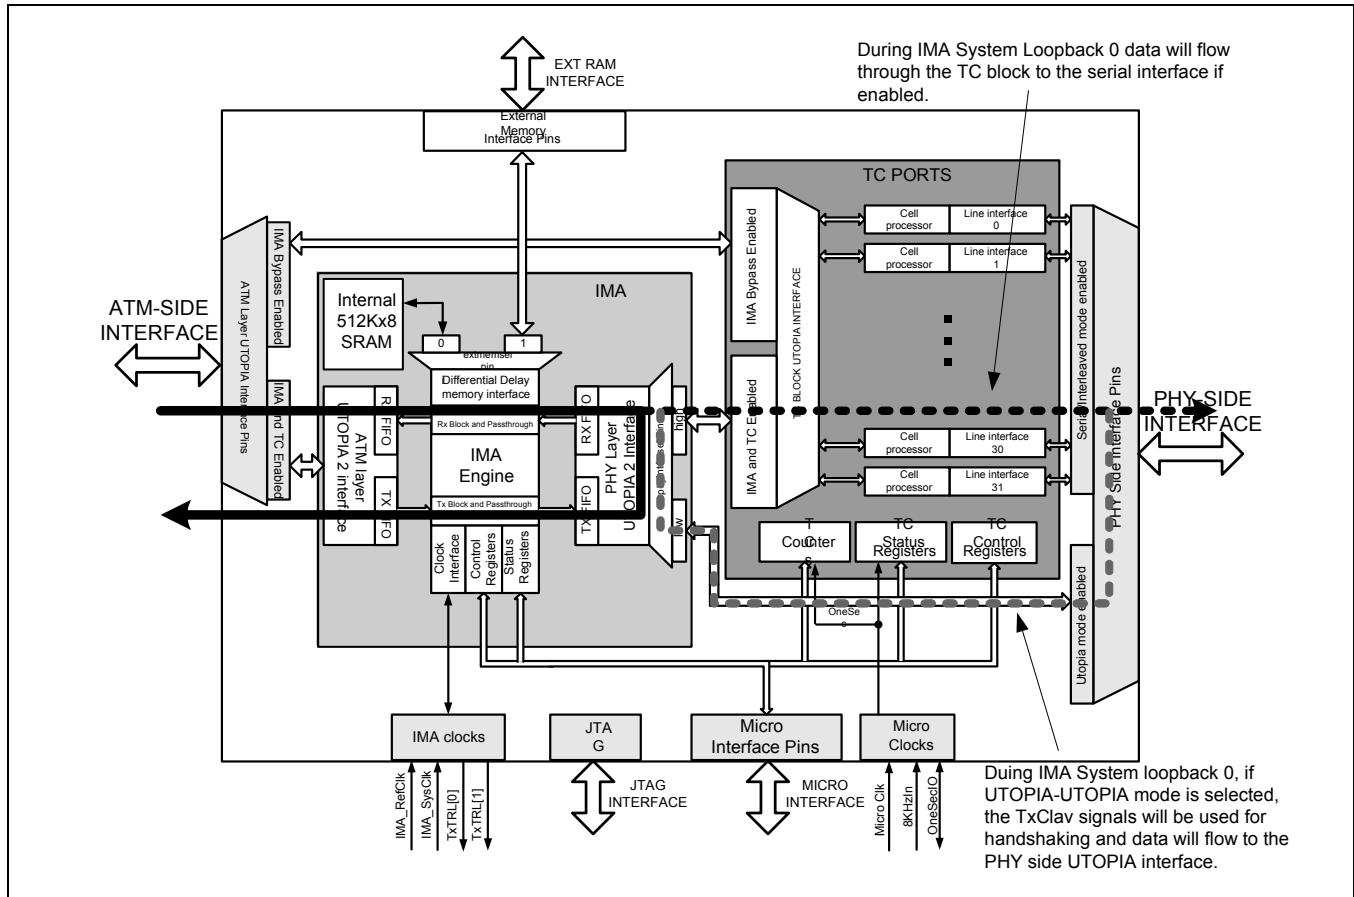 During IMA System Loopback 0 data will flow
through the TC block to the serial interface if
enabled.
EXT RAM
INTERFACE
External
Memory
Interface Pins
TC PORTS
Cell
processor
Line interface
0
Cell
processor
Line interface
1
IMA Bypass Enabled
IMA Bypass Enabled
IMA
Internal
512Kx8
SRAM
0
1
ATM-SIDE
INTERFACE
ATM Layer UTOPIA Interface Pins
IMA and TC Enabled
Differential Delay
memory interface
Rx Block and Passthrough
IMA
Engine
Tx Block and Passthrough
RX FIFO
TX FIFO
ATM layer
UTOPIA 2 interface
RX FIFO
TX FIFO
PHY Layer
UTOPIA 2 Interface
high
IMA and TC Enabled
BLOCK UTOPIA INTERFACE
Serial/Interleaved mode enabled
PHY Side Interface Pins
PHY-SIDE
INTERFACE
Cell
processor
Line interface
30
Cell
processor
Line interface
31
Clock
Interface
Control
Registers
Status
Registers
TC
Counters
TC
Status
Registers
TC
Control
Registers
OneSec
Utopia mode enabled
IMA clocks
JTAG
Micro
Interface Pins
Micro
Clocks
IMA_RefClk
IMA_SysClk
TxTRL[0]
TxTRL[1]
JTAG
INTERFACE
MICRO
INTERFACE
Micro Clk
8KHzIn
OneSecIO
Duing IMA System loopback 0, if
UTOPIA-UTOPIA mode is selected,
the TxClav signals will be used for
handshaking and data will flow to the
PHY side UTOPIA interface.